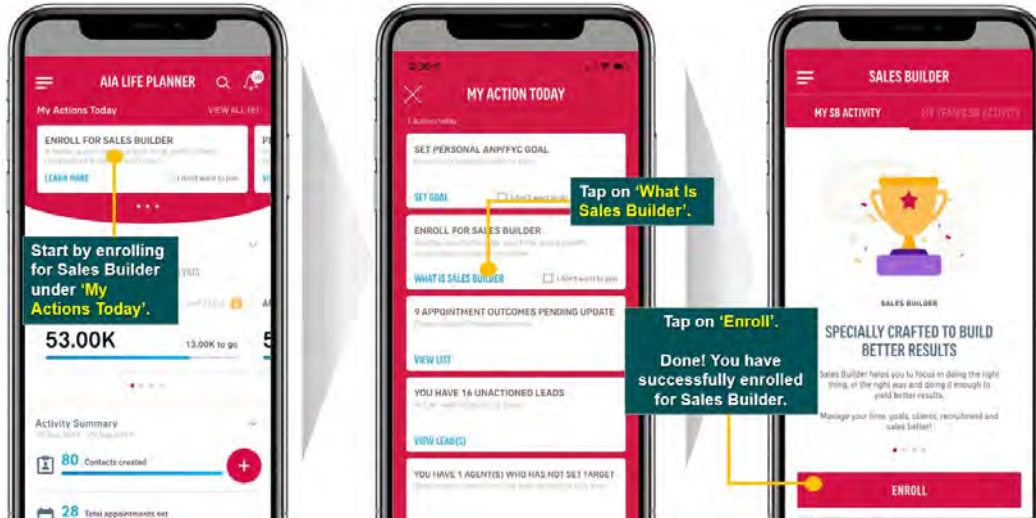 AIA LIFE PLANNER
My Actions Today VIEW ALL (6)
ENROLL FOR SALES BUILDER
LEARN MORE I don't want to join
Start by enrolling
for Sales Builder
under 'My
Actions Today'.
53.00K
13.00K to go
Activity Summary
80 Contacts created
+
28 Total appointments set
MY ACTION TODAY
SET PERSONAL ANP/FYC GOAL
SET GOAL
Tap on 'What Is
Sales Builder'.
ENROLL FOR SALES BUILDER
WHAT IS SALES BUILDER I don't want to join
9 APPOINTMENT OUTCOMES PENDING UPDATE
VIEW LIST
YOU HAVE 16 UNACTIONED LEADS
VIEW LEAD(S)
YOU HAVE 1 AGENT(S) WHO HAS NOT SET TARGET
Tap on 'Enroll'.
Done! You have
successfully enrolled
for Sales Builder.
SALES BUILDER
MY SB ACTIVITY MY TEAM'S SB ACTIVITY
SALES BUILDER
SPECIALLY CRAFTED TO BUILD
BETTER RESULTS
Sales Builder helps you to focus in doing the right
thing, in the right way and doing it enough to
yield better results.
Manage your time, goals, clients, recruitment and
sales better!
ENROLL